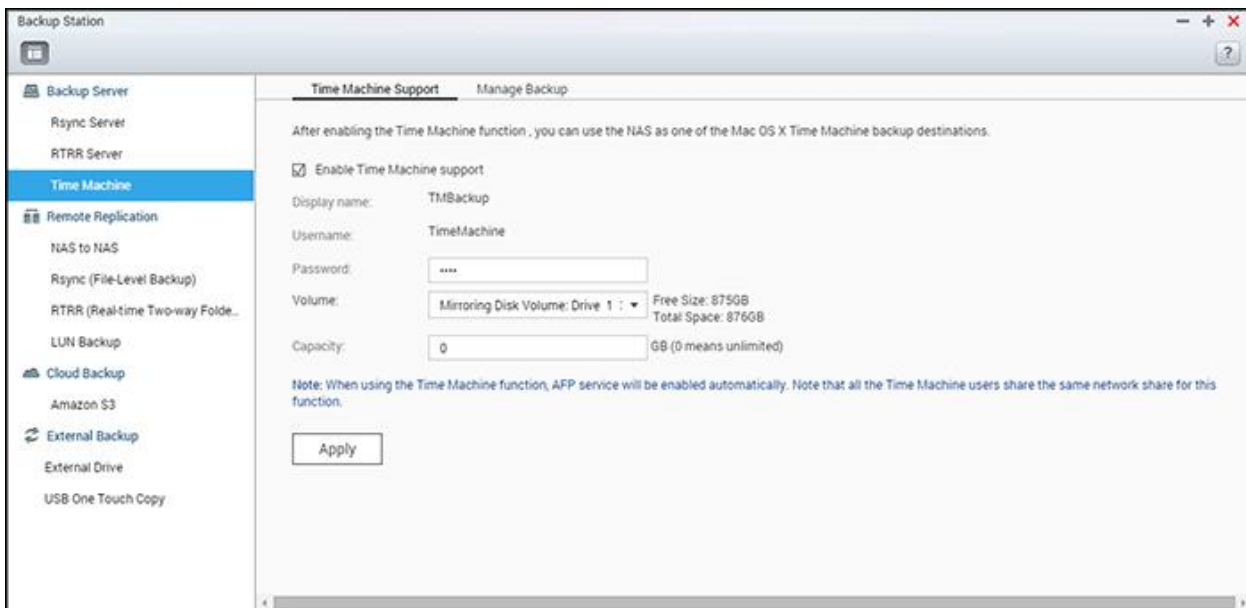 Backup Station
Backup Server
Rsync Server
RTRR Server
Time Machine
Remote Replication
NAS to NAS
Rsync (File-Level Backup)
RTRR (Real-time Two-way Folde...
LUN Backup
Cloud Backup
Amazon S3
External Backup
External Drive
USB One Touch Copy
Time Machine Support Manage Backup
After enabling the Time Machine function , you can use the NAS as one of the Mac OS X Time Machine backup destinations.
Enable Time Machine support
Display name: TMBackup
Username: TimeMachine
Password: ••••
Volume: Mirroring Disk Volume: Drive 1 Free Size: 875GB
Total Space: 876GB
Capacity: 0 GB (0 means unlimited)
Note: When using the Time Machine function, AFP service will be enabled automatically. Note that all the Time Machine users share the same network share for this
function.
Apply